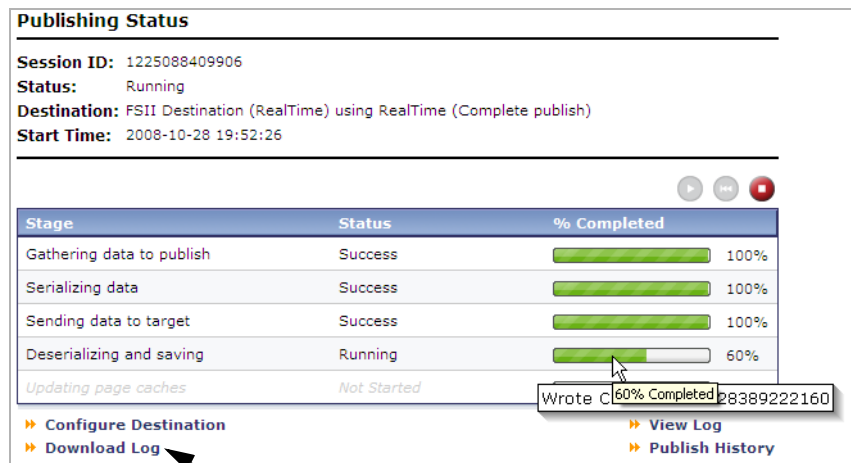 Publishing Status
Session ID: 1225088409906
Status: Running
Destination: FSII Destination (RealTime) using RealTime (Complete publish)
Start Time: 2008-10-28 19:52:26
Stage Status % Completed
Gathering data to publish Success 100%
Serializing data Success 100%
Sending data to target Success 100%
Deserializing and saving Running 60%
Updating page caches Not Started
60% Completed
Wrote 28389222160
Configure Destination View Log
Download Log Publish History